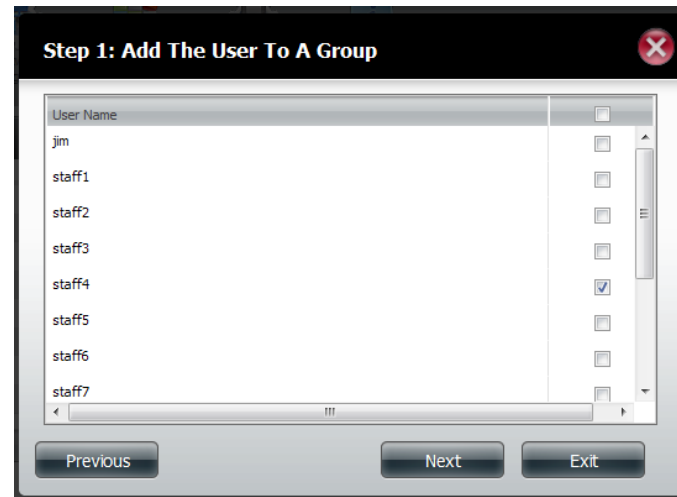 Step 1: Add The User To A Group
User Name
jim
staff1
staff2
staff3
staff4
staff5
staff6
staff7
Previous Next Exit